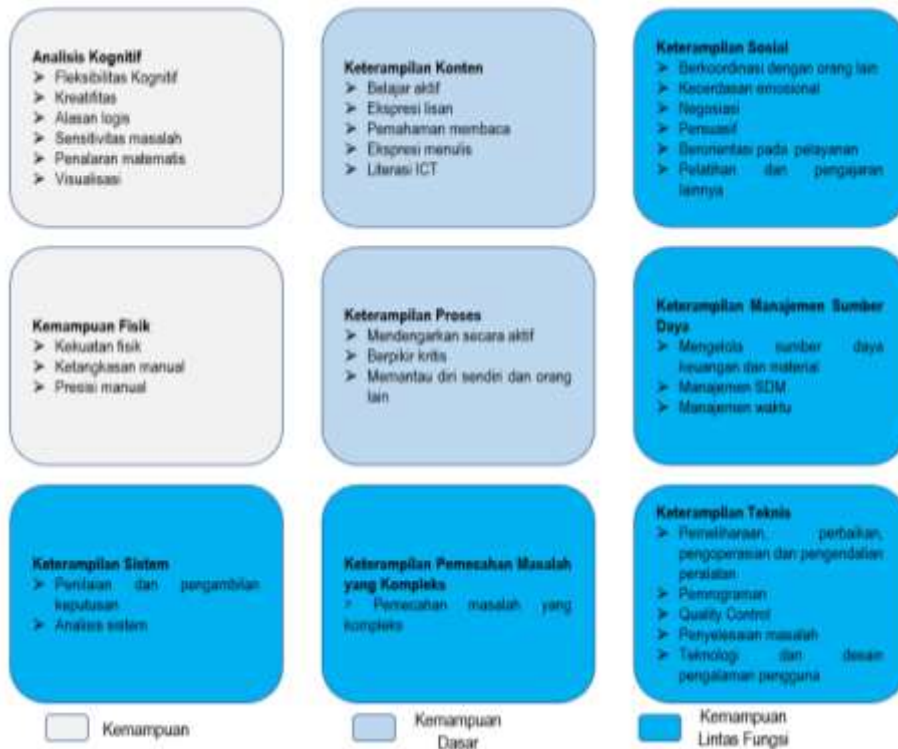 Analisis Kognitif
➤ Fleksibilitas Kognitif
➤ Kreatifitas
➤ Alasan logis
➤ Sensitivitas masalah
➤ Penalaran matematis
➤ Visualisasi
Keterampilan Konten
➤ Belajar aktif
➤ Ekspresi lisan
➤ Pemahaman membaca
➤ Ekspresi menulis
➤ Literasi ICT
Keterampilan Sosial
➤ Berkoordinasi dengan orang lain
➤ Kecerdasan emosional
➤ Negosiasi
➤ Persuasif
➤ Berorientasi pada pelayanan
➤ Pelatihan dan pengajaran
lainnya
Kemampuan Fisik
➤ Kekuatan fisik
➤ Ketangkasan manual
➤ Presisi manual
Keterampilan Proses
➤ Mendengarkan secara aktif
➤ Berpikir kritis
➤ Memantau diri sendiri dan orang
lain
Keterampilan Manajemen Sumber
Daya
➤ Mengelola sumber daya
keuangan dan material
➤ Manajemen SDM
➤ Manajemen waktu
Keterampilan Sistem
➤ Penilaian dan pengambilan
keputusan
➤ Analisis sistem
Keterampilan Pemecahan Masalah
yang Kompleks
➤ Pemecahan masalah yang
kompleks
Keterampilan Teknis
➤ Pemeliharaan, perbaikan,
pengoperasian dan pengendalian
peralatan
➤ Pemrograman
➤ Quality Control
➤ Penyelesaian masalah
➤ Teknologi dan desain
pengalaman pengguna
Kemampuan
Kemampuan
Dasar
Kemampuan
Lintas Fungsi